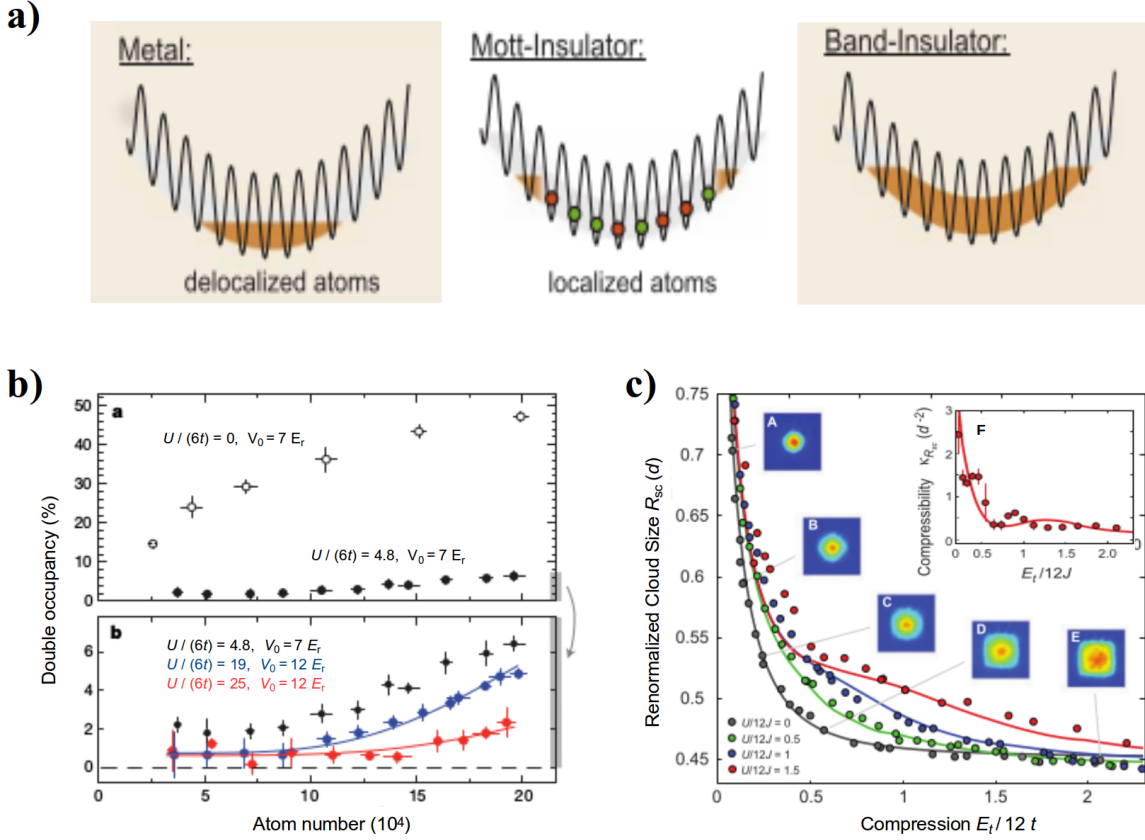 a)
Metal:
delocalized atoms
Mott-Insulator:
localized atoms
Band-Insulator:
b)
Double occupancy (%)
a
50
40
30
20
10
0
U / (6t) = 0, V₀ = 7 Eᵣ
U / (6t) = 4.8, V₀ = 7 Eᵣ
b
6
4
2
0
U / (6t) = 4.8, V₀ = 7 Eᵣ
U / (6t) = 19, V₀ = 12 Eᵣ
U / (6t) = 25, V₀ = 12 Eᵣ
0 5 10 15 20
Atom number (10⁴)
c)
Renormalized Cloud Size Rsc (d)
0.75
0.7
0.65
0.6
0.55
0.5
0.45
A
B
C
D
E
Compressibility κRsc (d⁻²)
3
2
1
0
F
0 0.5 1 1.5 2 0
Et/12J
U/12J = 0
U/12J = 0.5
U/12J = 1
U/12J = 1.5
0 0.5 1 1.5 2
Compression Et / 12 t